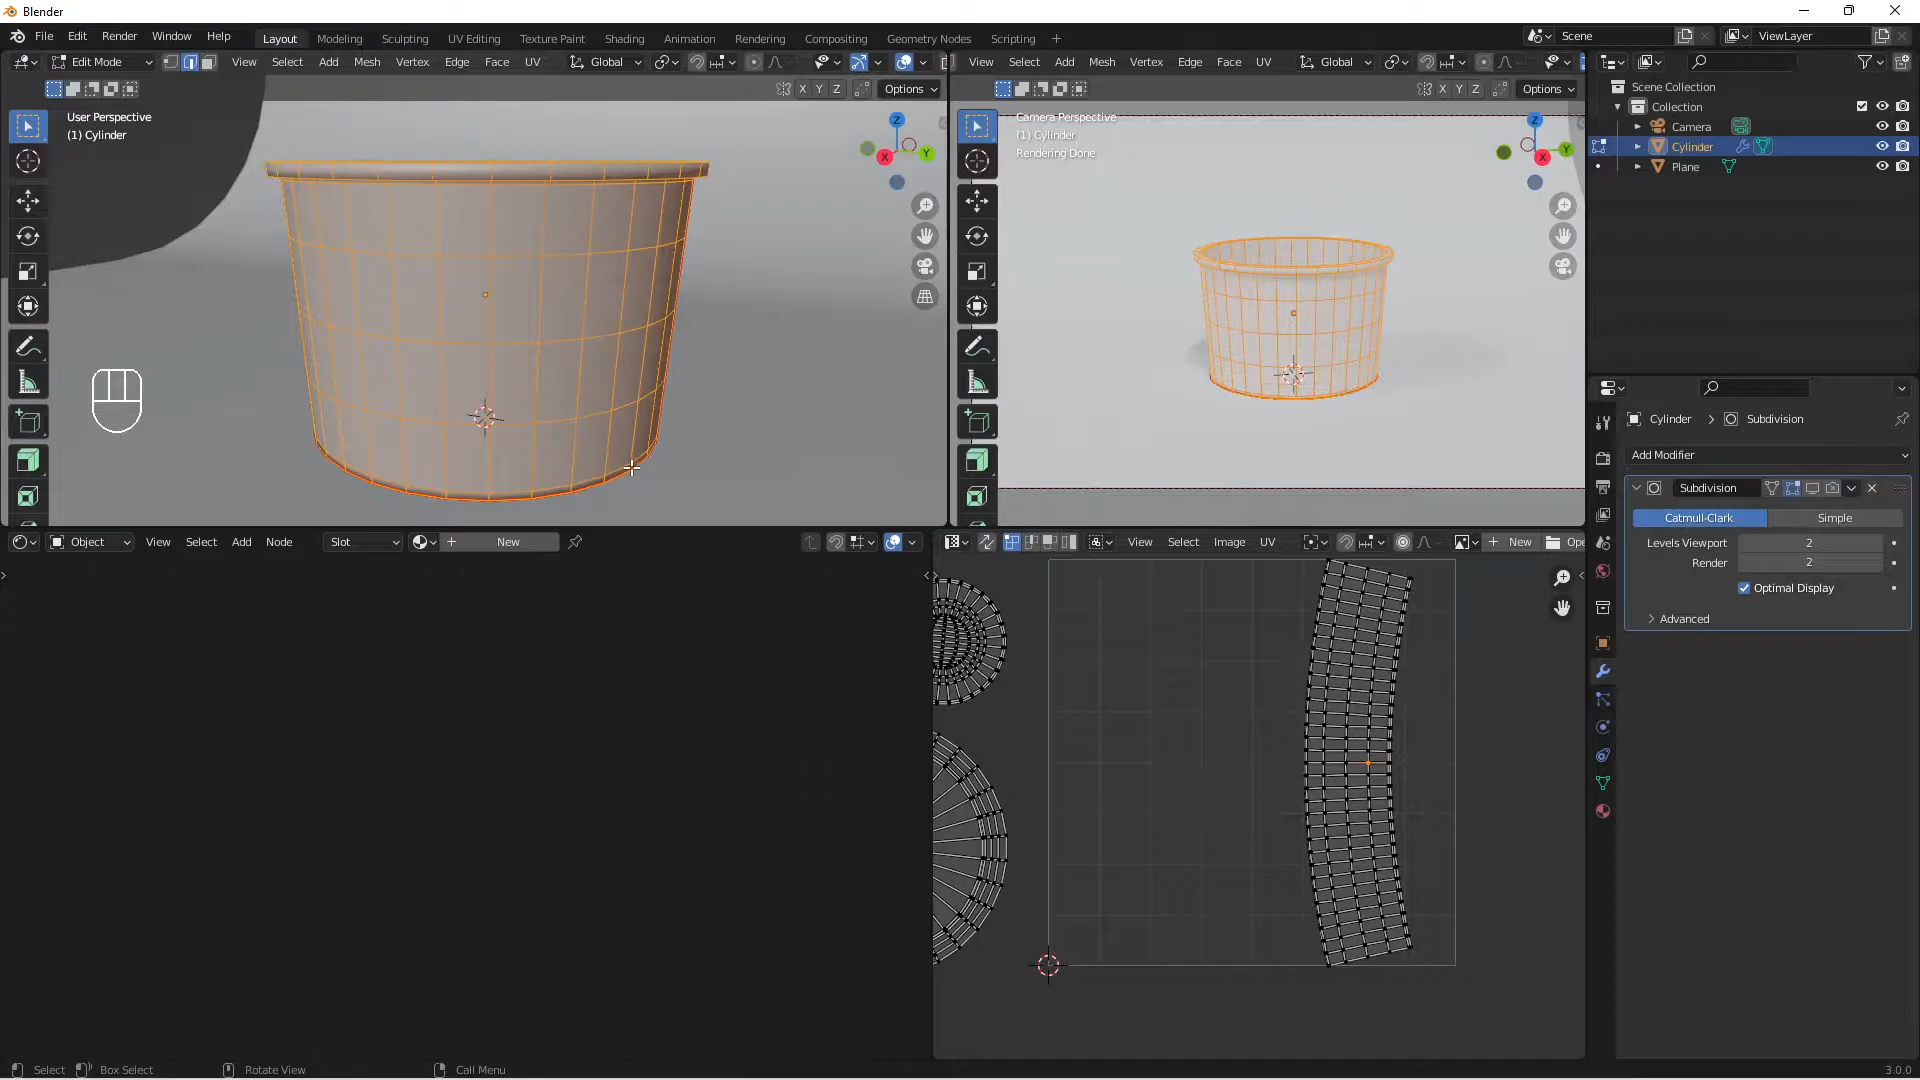 Blender
File Edit Render Window Help
Layout Modeling Sculpting UV Editing Texture Paint Shading Animation Rendering Compositing Geometry Nodes Scripting +
Scene
ViewLayer
Edit Mode View Select Add Mesh Vertex Edge Face UV Global
View Select Add Mesh Vertex Edge Face UV Global
X Y Z Options
X Y Z Options
User Perspective
(1) Cylinder
Z
Y
X
Camera Perspective
(1) Cylinder
Rendering Done
Z
Y
X
Scene Collection
Collection
Camera
Cylinder
Plane
Cylinder > Subdivision
Add Modifier
Subdivision
Catmull-Clark Simple
Levels Viewport 2
Render 2
Optimal Display
Advanced
Object View Select Add Node Slot New
View Select Image UV New Ope
Select Box Select Rotate View Call Menu
3.0.0